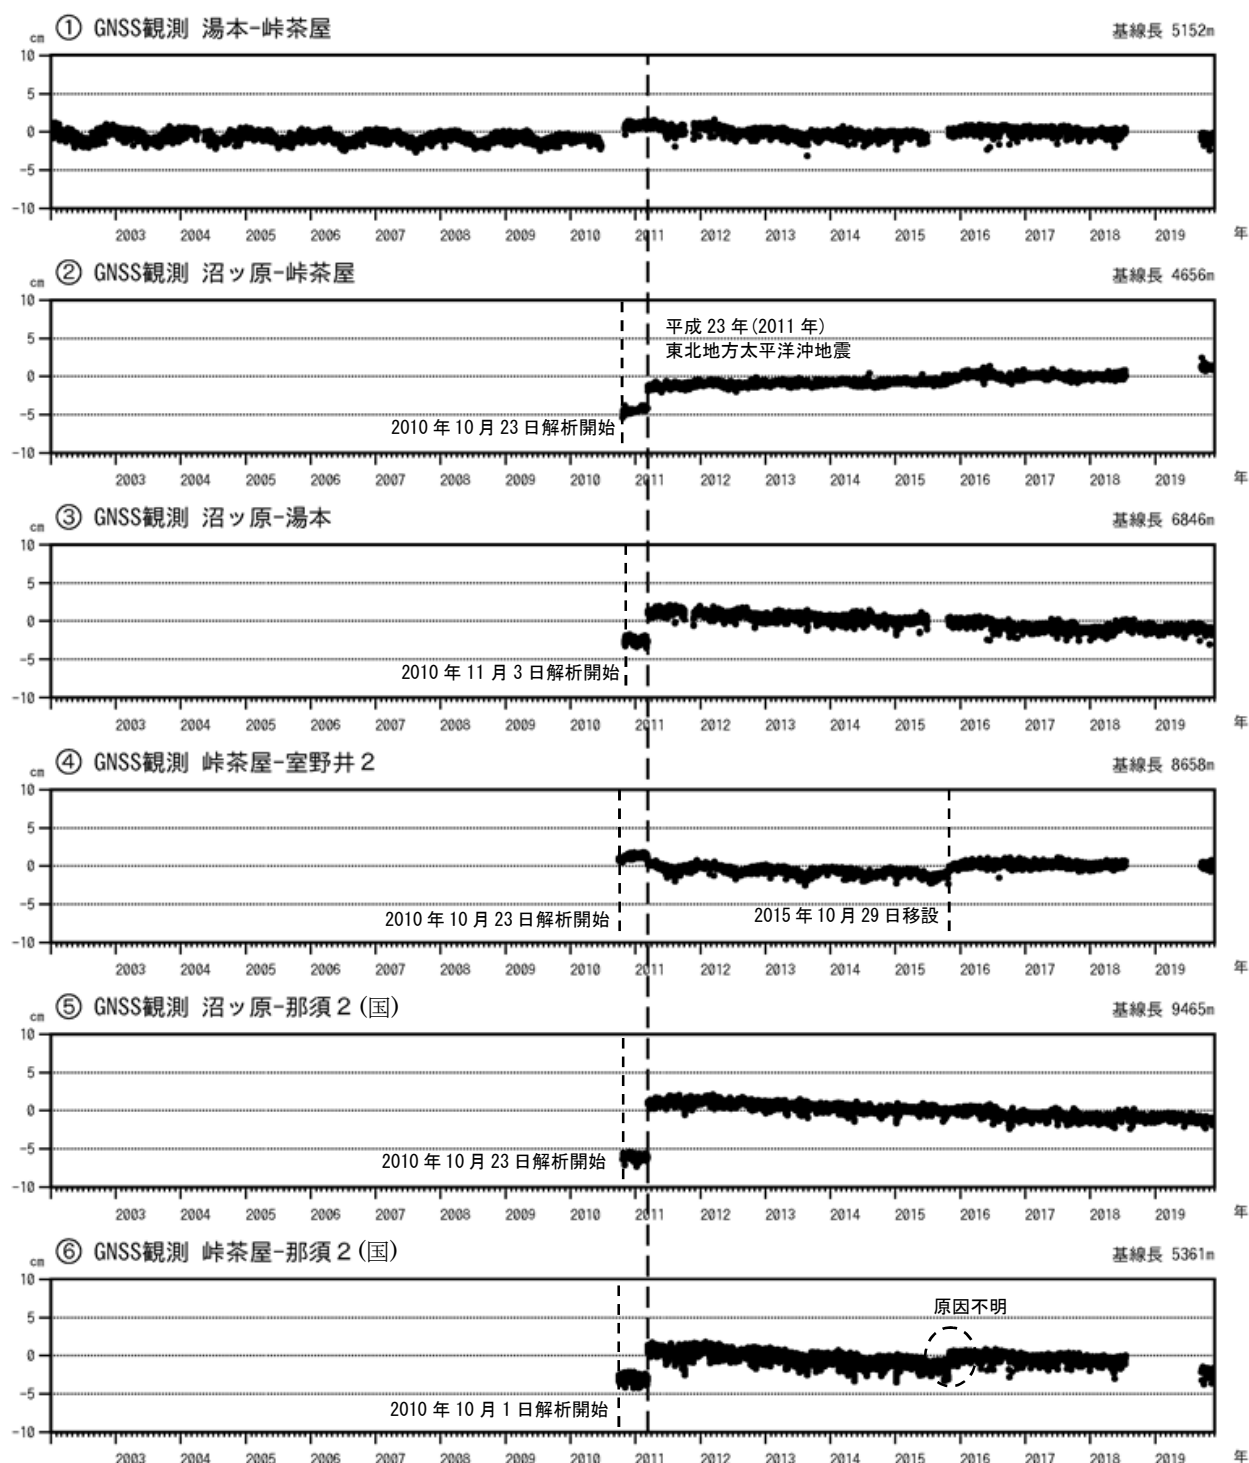 ① GNSS観測 湯本-峠茶屋 基線長 5152m
cm
10
5
0
-5
-10
2003 2004 2005 2006 2007 2008 2009 2010 2011 2012 2013 2014 2015 2016 2017 2018 2019 年
② GNSS観測 沼ッ原-峠茶屋 基線長 4656m
cm
10
5
0
-5
-10
平成 23 年(2011 年)
東北地方太平洋沖地震
2010 年 10 月 23 日解析開始
2003 2004 2005 2006 2007 2008 2009 2010 2011 2012 2013 2014 2015 2016 2017 2018 2019 年
③ GNSS観測 沼ッ原-湯本 基線長 6846m
cm
10
5
0
-5
-10
2010 年 11 月 3 日解析開始
2003 2004 2005 2006 2007 2008 2009 2010 2011 2012 2013 2014 2015 2016 2017 2018 2019 年
④ GNSS観測 峠茶屋-室野井2 基線長 8658m
cm
10
5
0
-5
-10
2010 年 10 月 23 日解析開始
2015 年 10 月 29 日移設
2003 2004 2005 2006 2007 2008 2009 2010 2011 2012 2013 2014 2015 2016 2017 2018 2019 年
⑤ GNSS観測 沼ッ原-那須2(国) 基線長 9465m
cm
10
5
0
-5
-10
2010 年 10 月 23 日解析開始
2003 2004 2005 2006 2007 2008 2009 2010 2011 2012 2013 2014 2015 2016 2017 2018 2019 年
⑥ GNSS観測 峠茶屋-那須2(国) 基線長 5361m
cm
10
5
0
-5
-10
原因不明
2010 年 10 月 1 日解析開始
2003 2004 2005 2006 2007 2008 2009 2010 2011 2012 2013 2014 2015 2016 2017 2018 2019 年